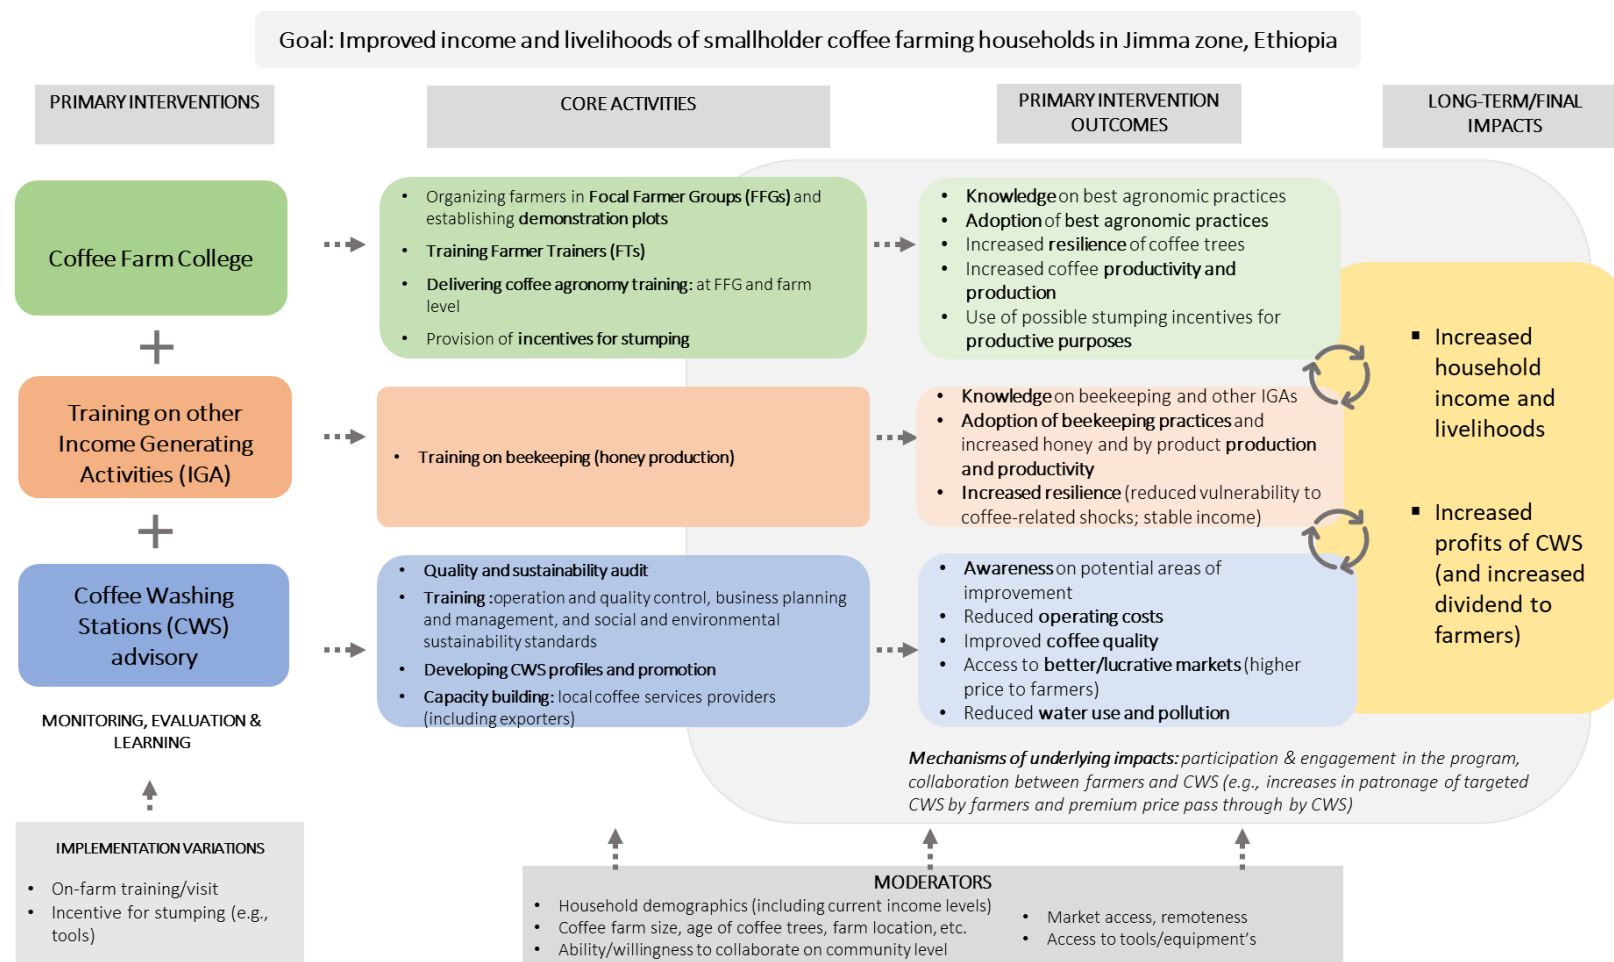 Goal: Improved income and livelihoods of smallholder coffee farming households in Jimma zone, Ethiopia
PRIMARY INTERVENTIONS
CORE ACTIVITIES
PRIMARY INTERVENTION
OUTCOMES
LONG-TERM/FINAL
IMPACTS
Coffee Farm College
• Organizing farmers in Focal Farmer Groups (FFGs) and
establishing demonstration plots
• Training Farmer Trainers (FTs)
• Delivering coffee agronomy training: at FFG and farm
level
• Provision of incentives for stumping
• Knowledge on best agronomic practices
• Adoption of best agronomic practices
• Increased resilience of coffee trees
• Increased coffee productivity and
production
• Use of possible stumping incentives for
productive purposes
+
Training on other
Income Generating
Activities (IGA)
• Training on beekeeping (honey production)
• Knowledge on beekeeping and other IGAs
• Adoption of beekeeping practices and
increased honey and by product production
and productivity
• Increased resilience (reduced vulnerability to
coffee-related shocks; stable income)
+
Coffee Washing
Stations (CWS)
advisory
• Quality and sustainability audit
• Training :operation and quality control, business planning
and management, and social and environmental
sustainability standards
• Developing CWS profiles and promotion
• Capacity building: local coffee services providers
(including exporters)
• Awareness on potential areas of
improvement
• Reduced operating costs
• Improved coffee quality
• Access to better/lucrative markets (higher
price to farmers)
• Reduced water use and pollution
▪ Increased
household
income and
livelihoods
▪ Increased
profits of CWS
(and increased
dividend to
farmers)
MONITORING, EVALUATION &
LEARNING
Mechanisms of underlying impacts: participation & engagement in the program,
collaboration between farmers and CWS (e.g., increases in patronage of targeted
CWS by farmers and premium price pass through by CWS)
IMPLEMENTATION VARIATIONS
• On-farm training/visit
• Incentive for stumping (e.g.,
tools)
MODERATORS
• Household demographics (including current income levels)
• Coffee farm size, age of coffee trees, farm location, etc.
• Ability/willingness to collaborate on community level
• Market access, remoteness
• Access to tools/equipment's